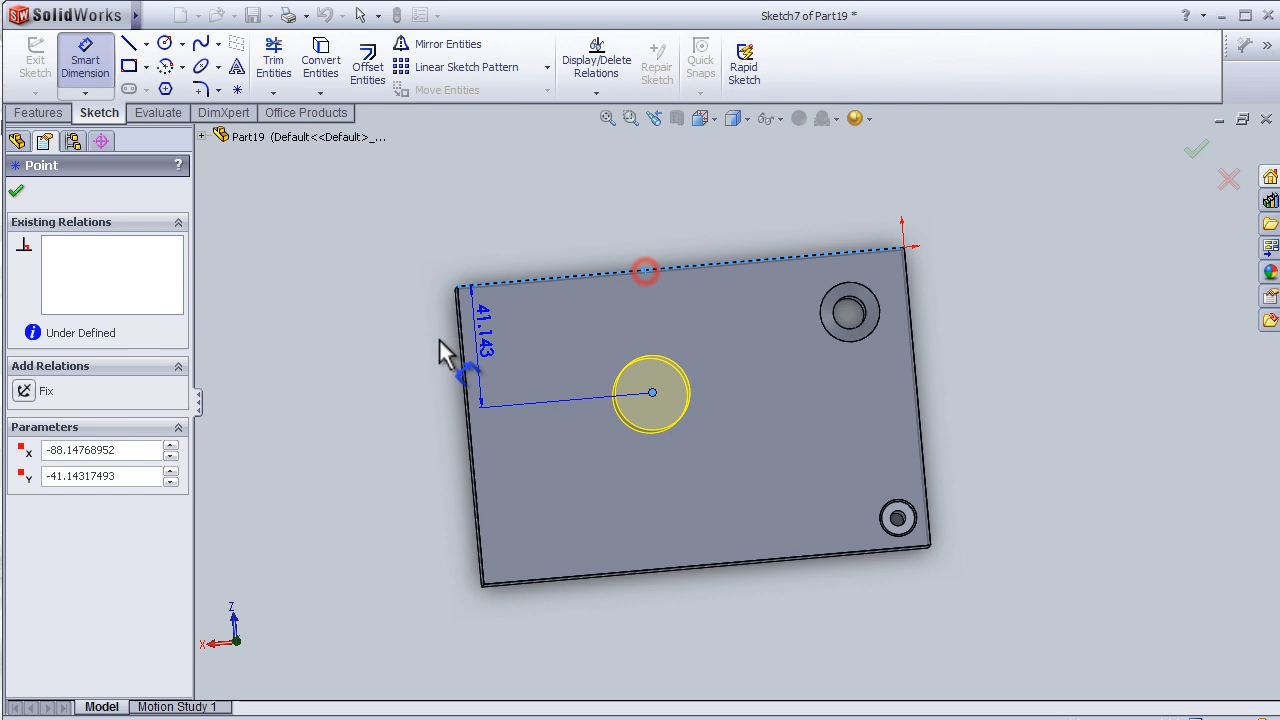 SW SolidWorks
Sketch7 of Part19 *
?
Exit Sketch
Smart Dimension
Trim Entities
Convert Entities
Offset Entities
Mirror Entities
Linear Sketch Pattern
Move Entities
Display/Delete Relations
Repair Sketch
Quick Snaps
Rapid Sketch
Features
Sketch
Evaluate
DimXpert
Office Products
Part19 (Default<<Default>_...
Point
?
Existing Relations
Under Defined
Add Relations
Fix
Parameters
X
-88.14768952
Y
-41.14317493
41.143
Z
X
Model
Motion Study 1